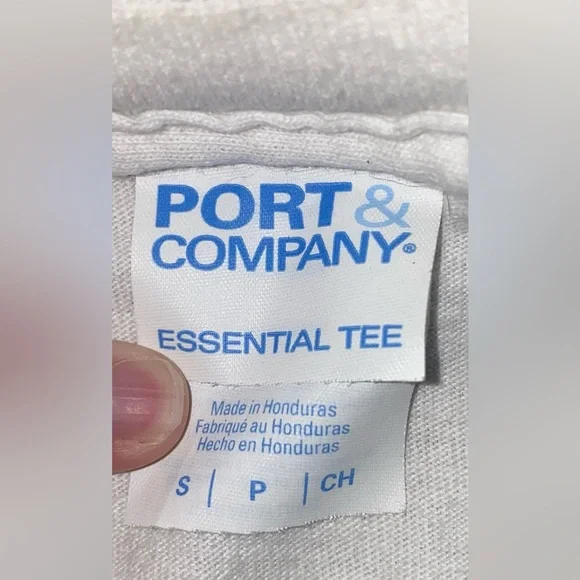 PORT &
COMPANY®
ESSENTIAL TEE
Made in Honduras
Fabriqué au Honduras
Hecho en Honduras
S | P | CH